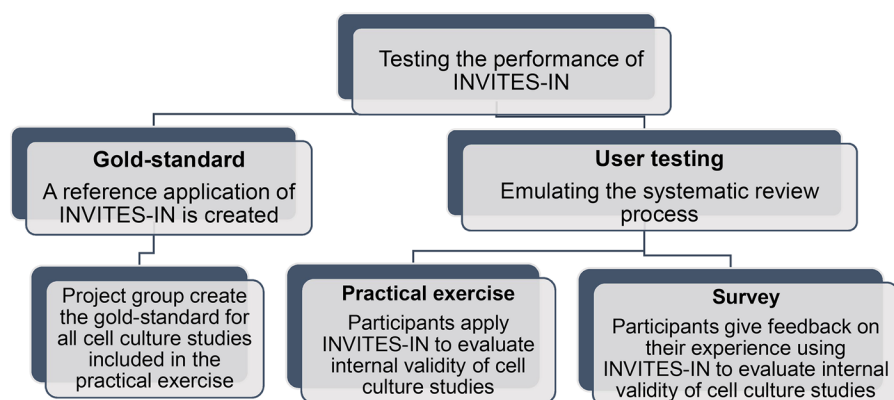 Testing the performance of
INVITES-IN
Gold-standard
A reference application of
INVITES-IN is created
User testing
Emulating the systematic review
process
Project group create
the gold-standard for
all cell culture studies
included in the
practical exercise
Practical exercise
Participants apply
INVITES-IN to evaluate
internal validity of cell
culture studies
Survey
Participants give feedback on
their experience using
INVITES-IN to evaluate internal
validity of cell culture studies